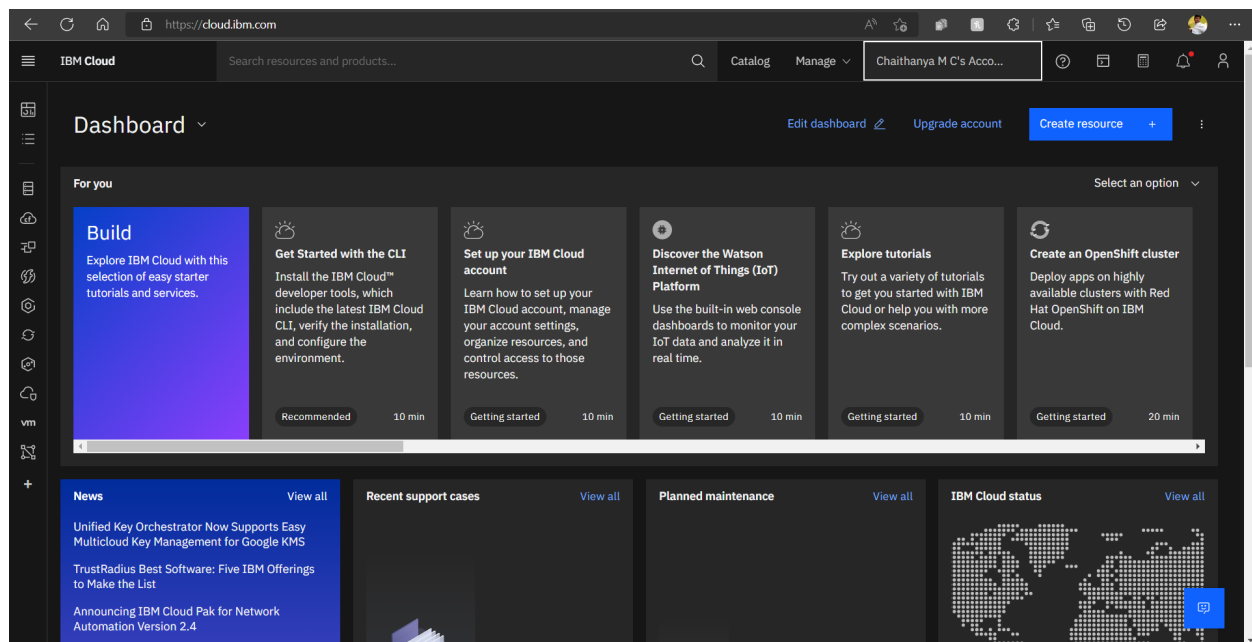 https://cloud.ibm.com
IBM Cloud
Search resources and products...
Catalog
Manage
Chaithanya M C's Acco...
Dashboard
Edit dashboard
Upgrade account
Create resource +
For you
Select an option
Build
Explore IBM Cloud with this
selection of easy starter
tutorials and services.
Get Started with the CLI
Install the IBM Cloud™
developer tools, which
include the latest IBM Cloud
CLI, verify the installation,
and configure the
environment.
Recommended
10 min
Set up your IBM Cloud
account
Learn how to set up your
IBM Cloud account, manage
your account settings,
organize resources, and
control access to those
resources.
Getting started
10 min
Discover the Watson
Internet of Things (IoT)
Platform
Use the built-in web console
dashboards to monitor your
IoT data and analyze it in
real time.
Getting started
10 min
Explore tutorials
Try out a variety of tutorials
to get you started with IBM
Cloud or help you with more
complex scenarios.
Getting started
10 min
Create an OpenShift cluster
Deploy apps on highly
available clusters with Red
Hat OpenShift on IBM
Cloud.
Getting started
20 min
vm
News
View all
Unified Key Orchestrator Now Supports Easy
Multicloud Key Management for Google KMS
TrustRadius Best Software: Five IBM Offerings
to Make the List
Announcing IBM Cloud Pak for Network
Automation Version 2.4
Recent support cases
View all
Planned maintenance
View all
IBM Cloud status
View all